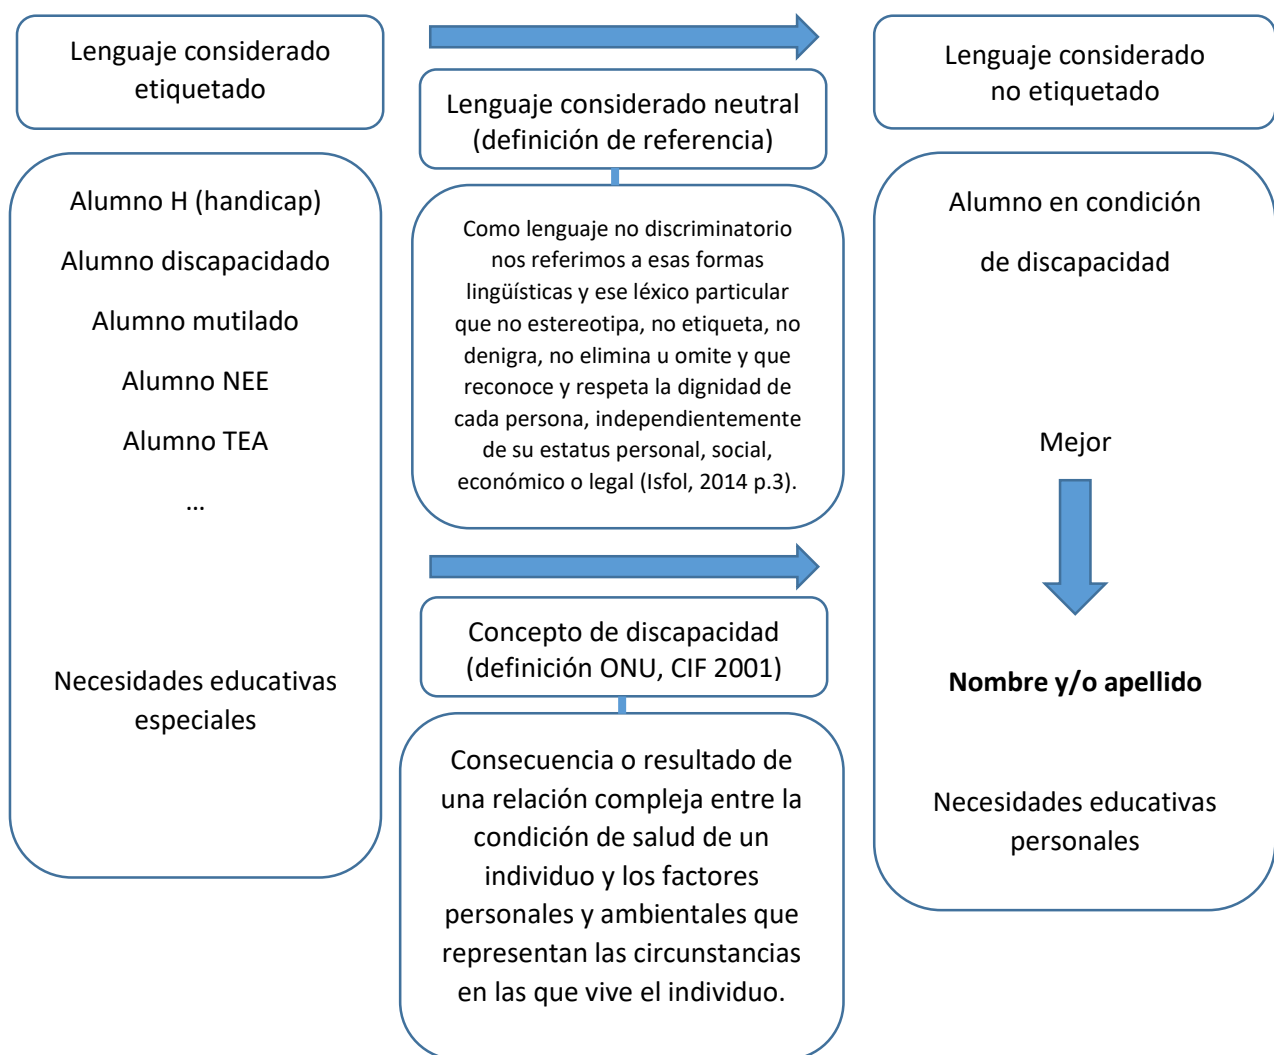 Lenguaje considerado
etiquetado
Alumno H (handicap)
Alumno discapacitado
Alumno mutilado
Alumno NEE
Alumno TEA
…
Necesidades educativas
especiales
Lenguaje considerado neutral
(definición de referencia)
Como lenguaje no discriminatorio
nos referimos a esas formas
lingüísticas y ese léxico particular
que no estereotipa, no etiqueta, no
denigra, no elimina u omite y que
reconoce y respeta la dignidad de
cada persona, independientemente
de su estatus personal, social,
económico o legal (Isfol, 2014 p.3).
Concepto de discapacidad
(definición ONU, CIF 2001)
Consecuencia o resultado de
una relación compleja entre la
condición de salud de un
individuo y los factores
personales y ambientales que
representan las circunstancias
en las que vive el individuo.
Lenguaje considerado
no etiquetado
Alumno en condición
de discapacidad
Mejor
Nombre y/o apellido
Necesidades educativas
personales